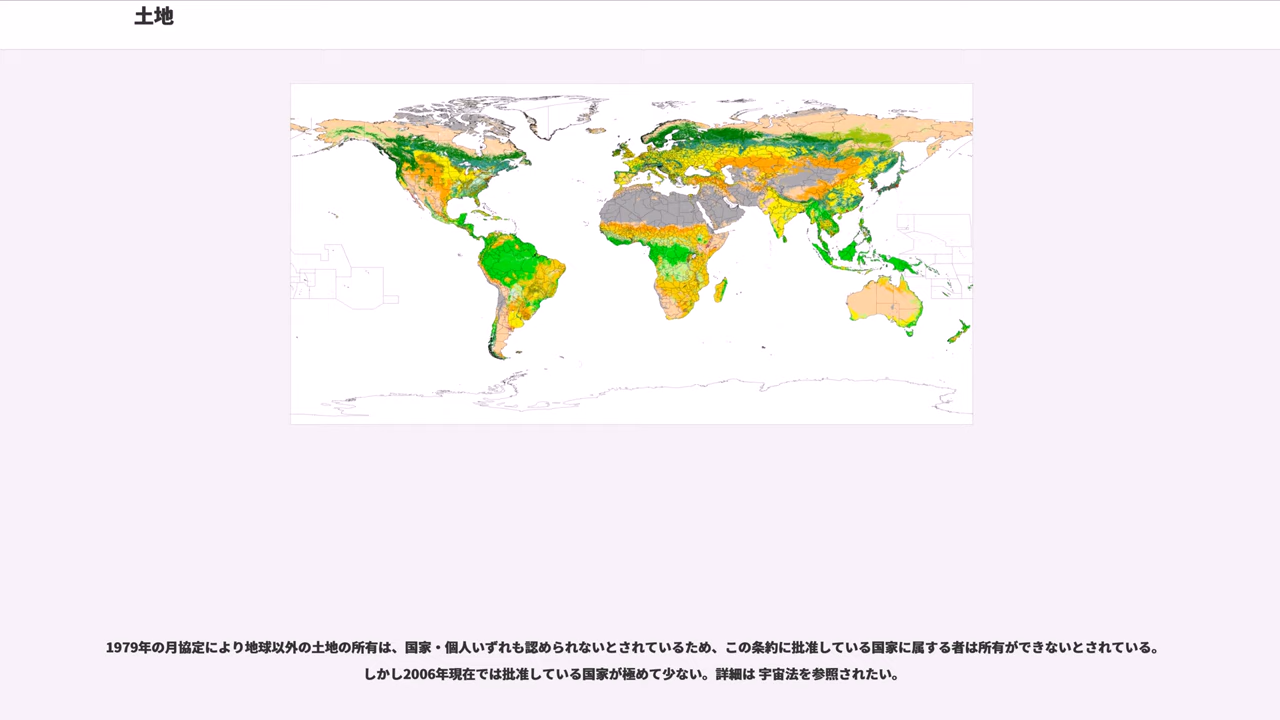 土地
1979年の月協定により地球以外の土地の所有は、国家・個人いずれも認められないとされているため、この条約に批准している国家に属する者は所有ができないとされている。
しかし2006年現在では批准している国家が極めて少ない。詳細は 宇宙法を参照されたい。